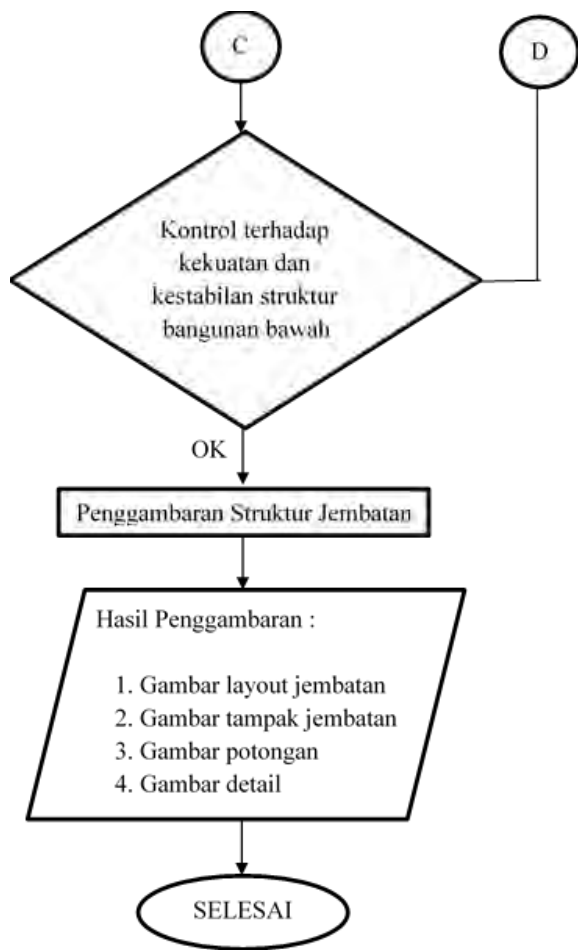 C
D
Kontrol terhadap
kekuatan dan
kestabilan struktur
bangunan bawah
OK
Penggambaran Struktur Jembatan
Hasil Penggambaran :
1. Gambar layout jembatan
2. Gambar tampak jembatan
3. Gambar potongan
4. Gambar detail
SELESAI